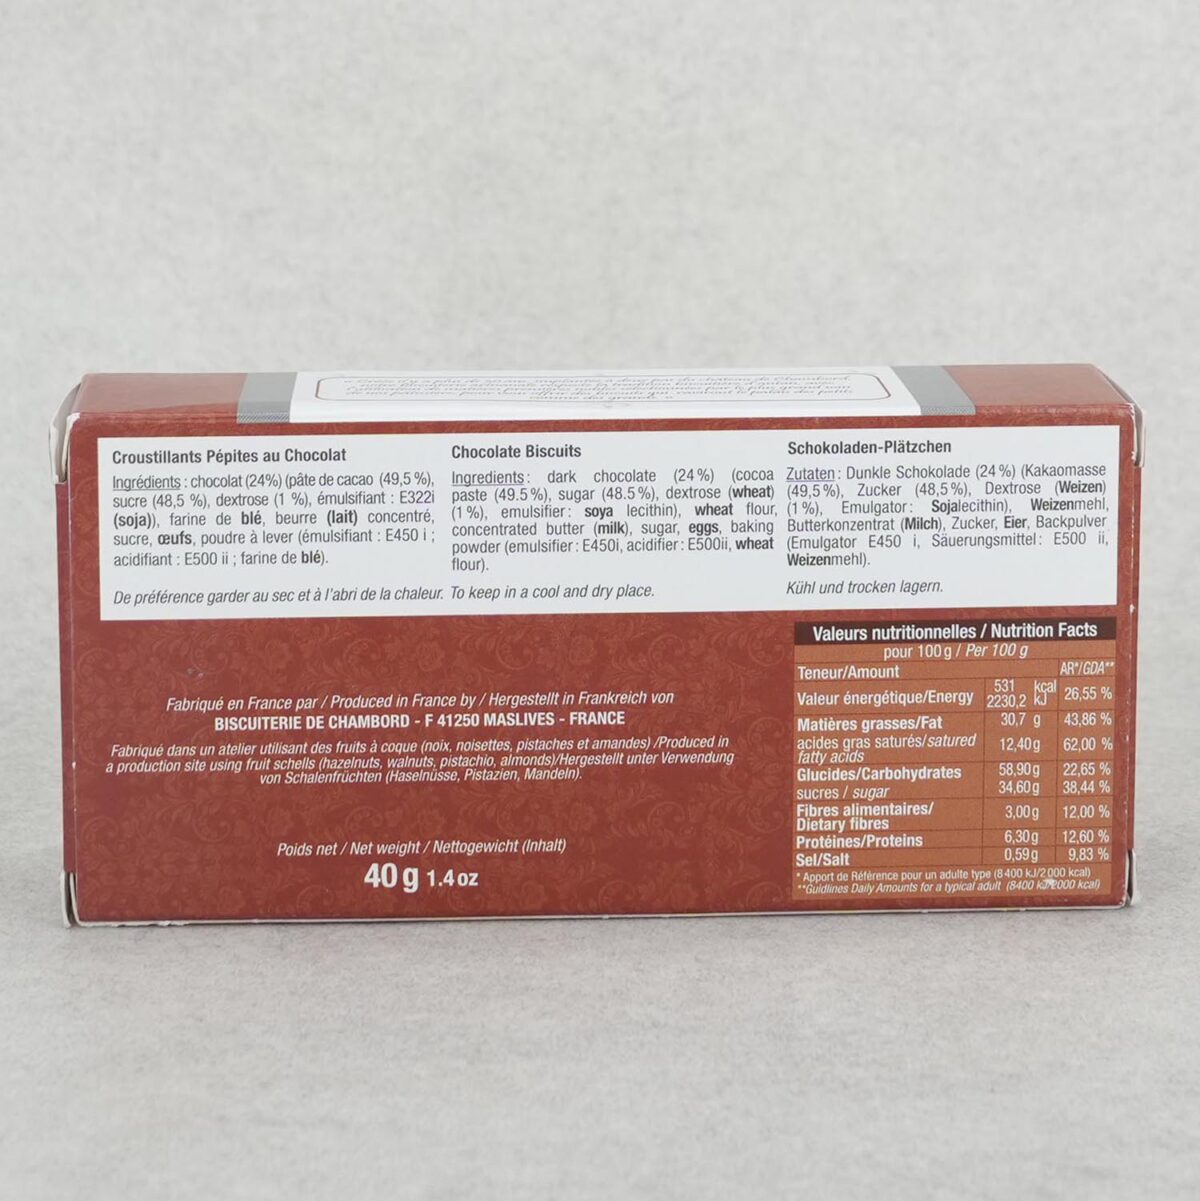 Croustillants Pépites au Chocolat
Ingrédients : chocolat (24%) (pâte de cacao (49,5 %),
sucre (48,5 %), dextrose (1 %), émulsifiant : E322i
(soja)), farine de blé, beurre (lait) concentré,
sucre, œufs, poudre à lever (émulsifiant : E450 i ;
acidifiant : E500 ii ; farine de blé).
De préférence garder au sec et à l'abri de la chaleur.
Chocolate Biscuits
Ingredients : dark chocolate (24 %) (cocoa
paste (49.5 %), sugar (48.5 %), dextrose (wheat)
(1 %), emulsifier : soya lecithin), wheat flour,
concentrated butter (milk), sugar, eggs, baking
powder (emulsifier : E450i, acidifier : E500ii, wheat
flour).
To keep in a cool and dry place.
Schokoladen-Plätzchen
Zutaten : Dunkle Schokolade (24 %) (Kakaomasse
(49,5 %), Zucker (48,5 %), Dextrose (Weizen)
(1 %), Emulgator : Sojalecithin), Weizenmehl,
Butterkonzentrat (Milch), Zucker, Eier, Backpulver
(Emulgator E450 i, Säuerungsmittel : E500 ii,
Weizenmehl).
Kühl und trocken lagern.
Fabriqué en France par / Produced in France by / Hergestellt in Frankreich von
BISCUITERIE DE CHAMBORD - F 41250 MASLIVES - FRANCE
Fabriqué dans un atelier utilisant des fruits à coque (noix, noisettes, pistaches et amandes) /Produced in
a production site using fruit schells (hazelnuts, walnuts, pistachio, almonds)/Hergestellt unter Verwendung
von Schalenfrüchten (Haselnüsse, Pistazien, Mandeln).
Poids net / Net weight / Nettogewicht (Inhalt)
40 g 1.4 oz
Valeurs nutritionnelles / Nutrition Facts
pour 100 g / Per 100 g
Teneur/Amount AR*/GDA**
Valeur énergétique/Energy 531 kcal 2230,2 kJ 26,55 %
Matières grasses/Fat 30,7 g 43,86 %
acides gras saturés/satured
fatty acids 12,40 g 62,00 %
Glucides/Carbohydrates 58,90 g 22,65 %
sucres / sugar 34,60 g 38,44 %
Fibres alimentaires/
Dietary fibres 3,00 g 12,00 %
Protéines/Proteins 6,30 g 12,60 %
Sel/Salt 0,59 g 9,83 %
* Apport de Référence pour un adulte type (8 400 kJ/2 000 kcal)
**Guidlines Daily Amounts for a typical adult (8400 kJ/2000 kcal)